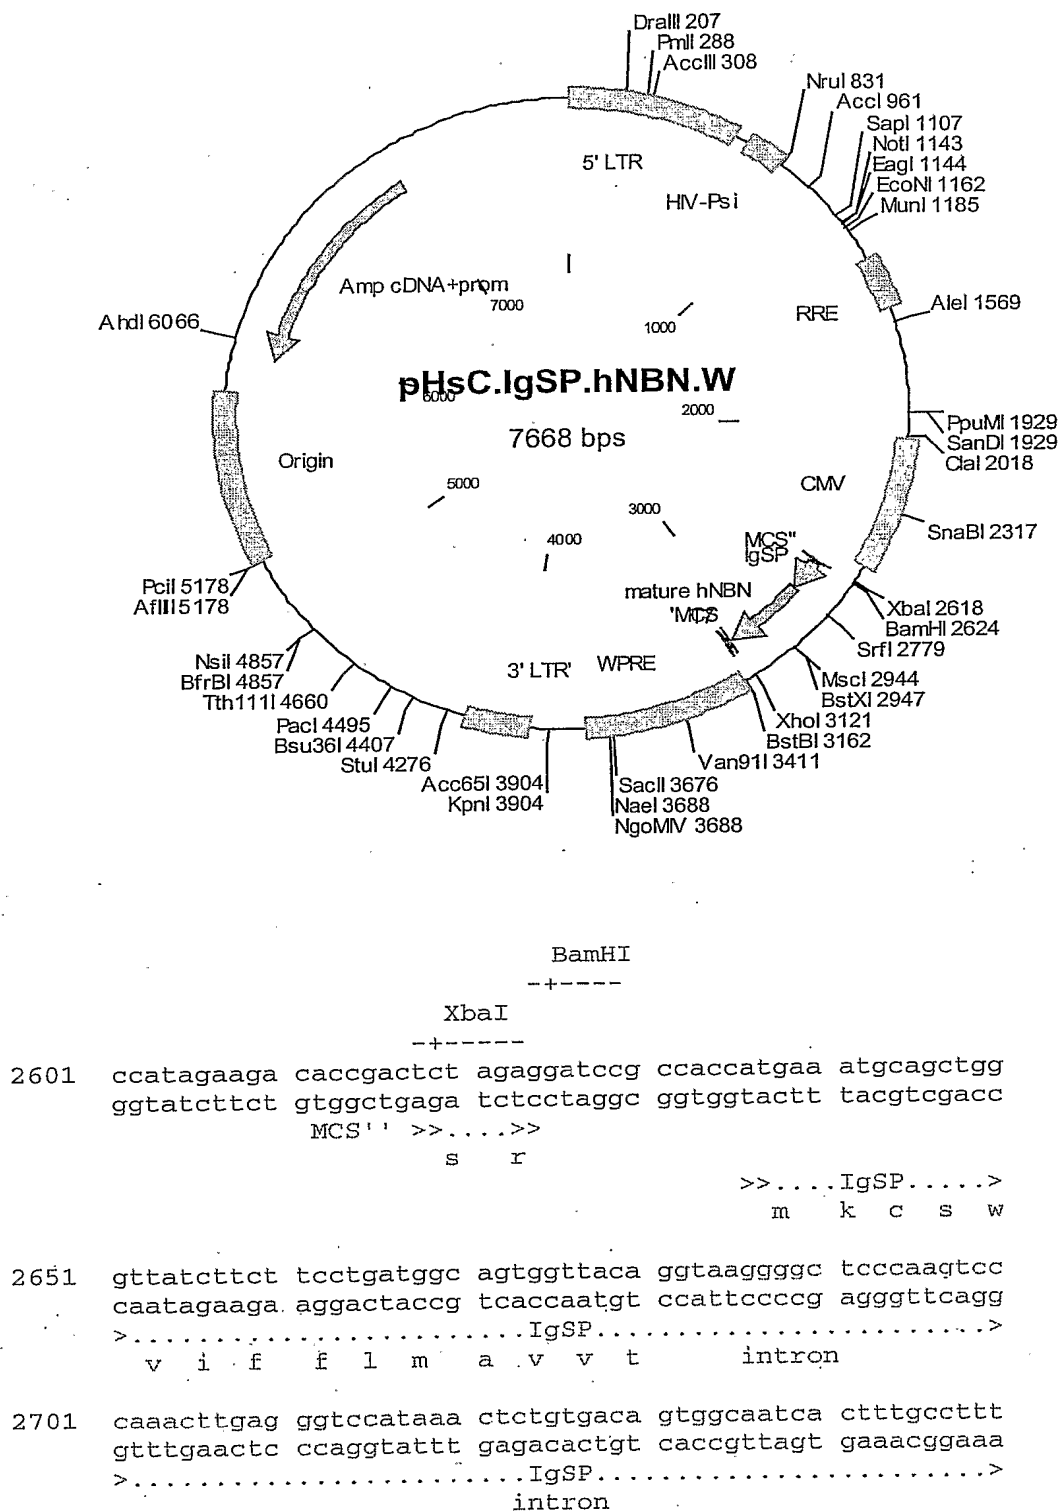 DraIII 207
PmlI 288
AccIII 308
NruI 831
AccI 961
SapI 1107
NotI 1143
EagI 1144
EcoNI 1162
MunI 1185
5' LTR
HIV-Psi
RRE
AleI 1569
Amp cDNA+prom
7000
1000
AhdI 6066
pHsC.IgSP.hNBN.W
6000
2000
7668 bps
PpuMI 1929
SanDI 1929
ClaI 2018
Origin
5000
CMV
3000
SnaBI 2317
4000
MCS''
IgSP
mature hNBN
'MCS
PciI 5178
AflIII 5178
XbaI 2618
BamHI 2624
SrfI 2779
NsiI 4857
BfrBI 4857
Tth111I 4660
3' LTR'
WPRE
MscI 2944
BstXI 2947
PacI 4495
Bsu36I 4407
StuI 4276
XhoI 3121
BstBI 3162
Van91I 3411
Acc65I 3904
KpnI 3904
SacII 3676
NaeI 3688
NgoMIV 3688
BamHI
-+----
XbaI
-+-----
2601 ccatagaaga caccgactct agaggatccg ccaccatgaa atgcagctgg
ggtatcttct gtggctgaga tctcctaggc ggtggtactt tacgtcgacc
MCS'' >>....>>
s r
>>....IgSP.....>
m k c s w
2651 gttatcttct tcctgatggc agtggttaca ggtaaggggc tcccaagtcc
caatagaaga aggactaccg tcaccaatgt ccattccccg agggttcagg
>.......................IgSP.......................>
v i f f l m a v v t intron
2701 caaacttgag ggtccataaa ctctgtgaca gtggcaatca ctttgccttt
gtttgaactc ccaggtattt gagacactgt caccgttagt gaaacggaaa
>.......................IgSP.......................>
intron